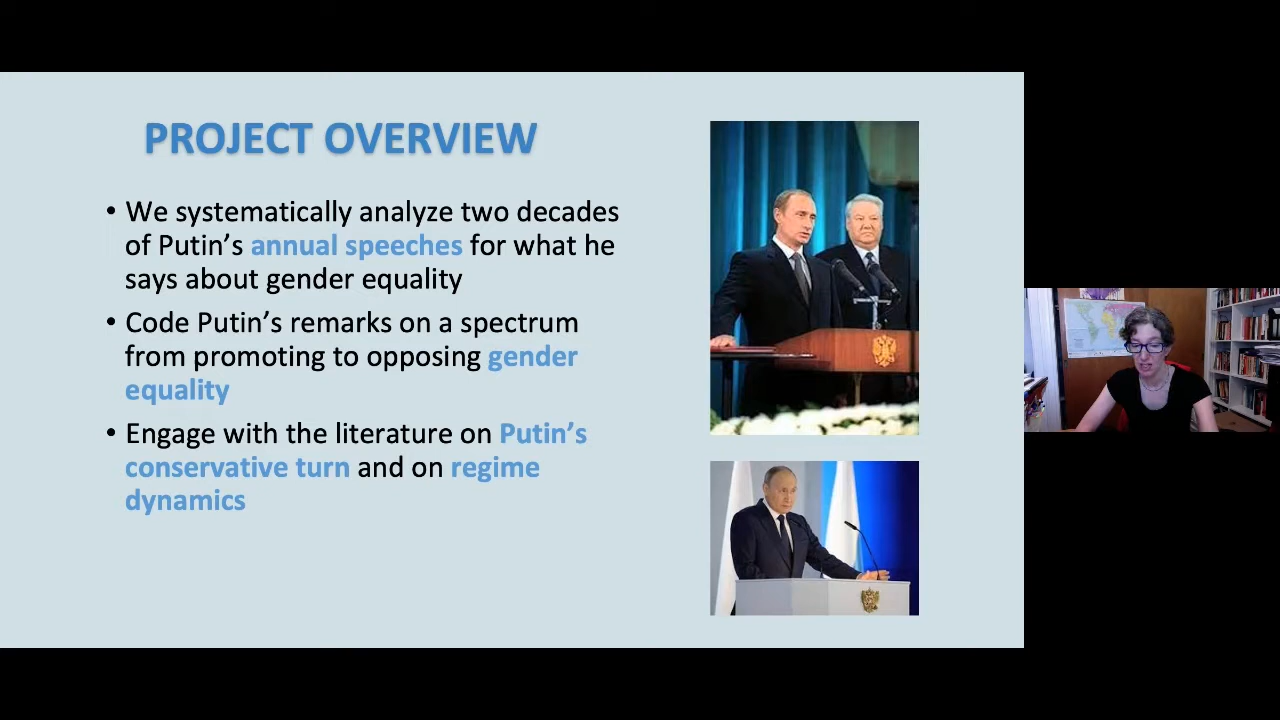 PROJECT OVERVIEW
• We systematically analyze two decades
of Putin’s annual speeches for what he
says about gender equality
• Code Putin’s remarks on a spectrum
from promoting to opposing gender
equality
• Engage with the literature on Putin’s
conservative turn and on regime
dynamics